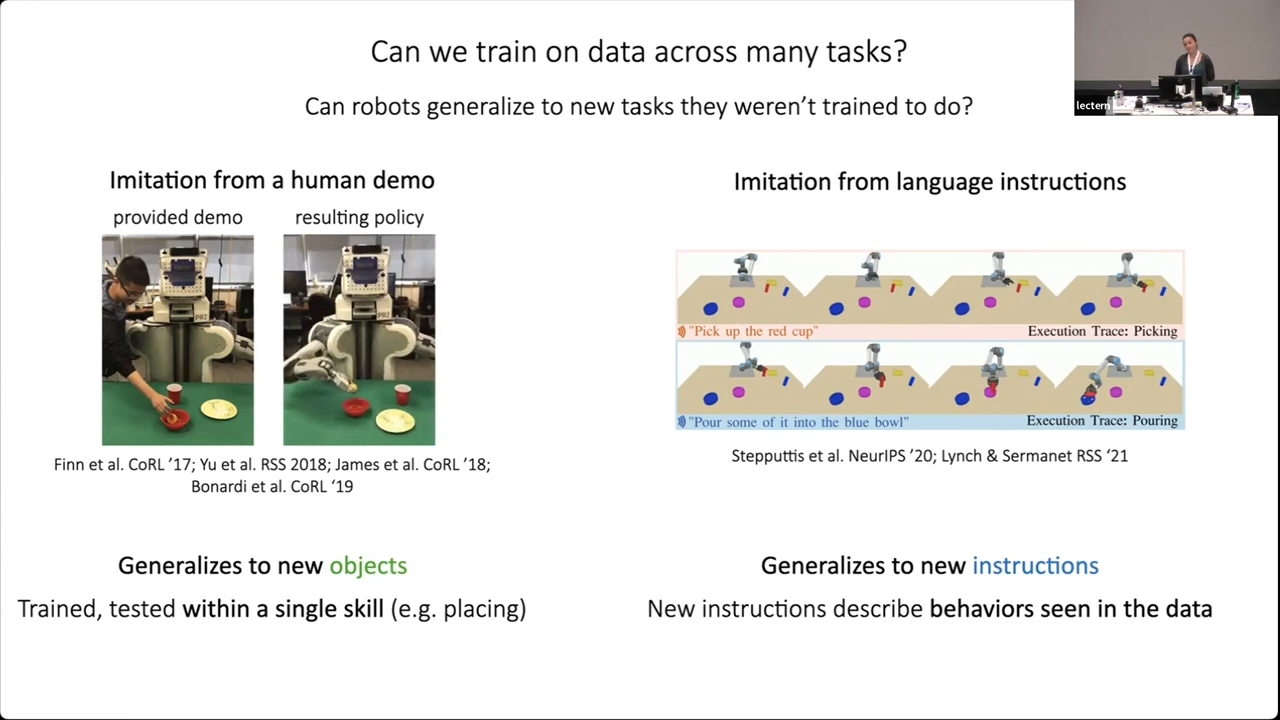 Can we train on data across many tasks?
Can robots generalize to new tasks they weren’t trained to do?
lectern
Imitation from a human demo
provided demo
resulting policy
PR2
PR2
Finn et al. CoRL ’17; Yu et al. RSS 2018; James et al. CoRL ’18;
Bonardi et al. CoRL ‘19
Generalizes to new objects
Trained, tested within a single skill (e.g. placing)
Imitation from language instructions
"Pick up the red cup"
Execution Trace: Picking
"Pour some of it into the blue bowl"
Execution Trace: Pouring
Stepputtis et al. NeurIPS ’20; Lynch & Sermanet RSS ‘21
Generalizes to new instructions
New instructions describe behaviors seen in the data